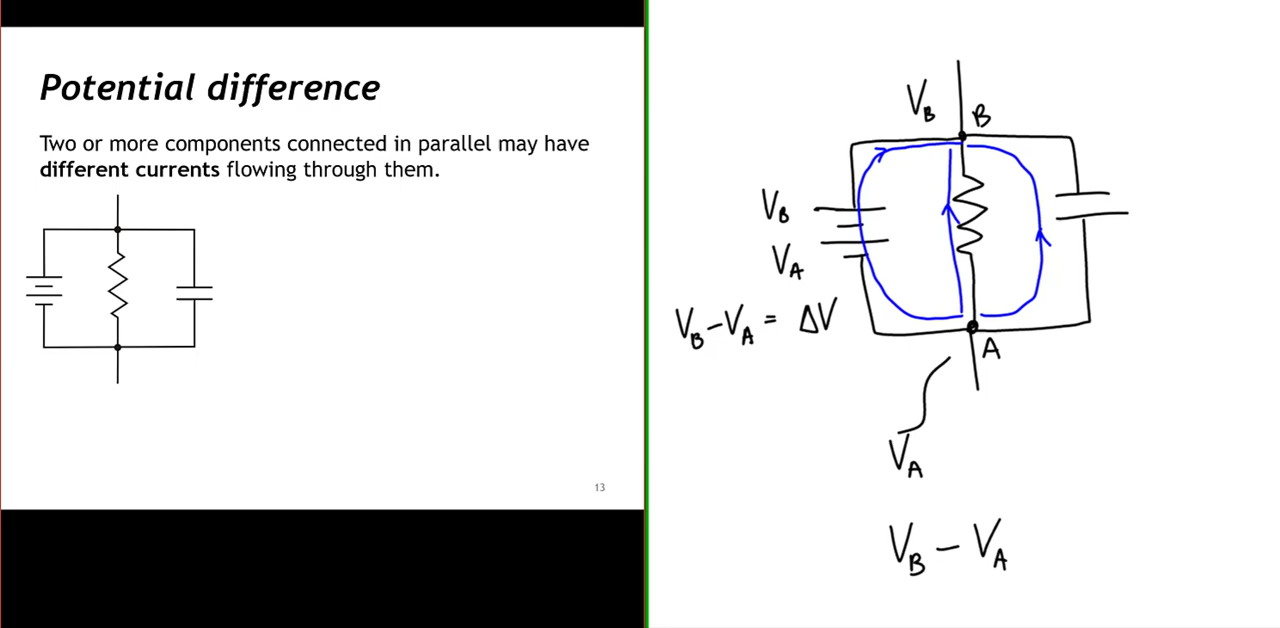 Potential difference
Two or more components connected in parallel may have
different currents flowing through them.
13
V_B
B
V_B
V_A
V_B - V_A = ΔV
A
V_A
V_B - V_A